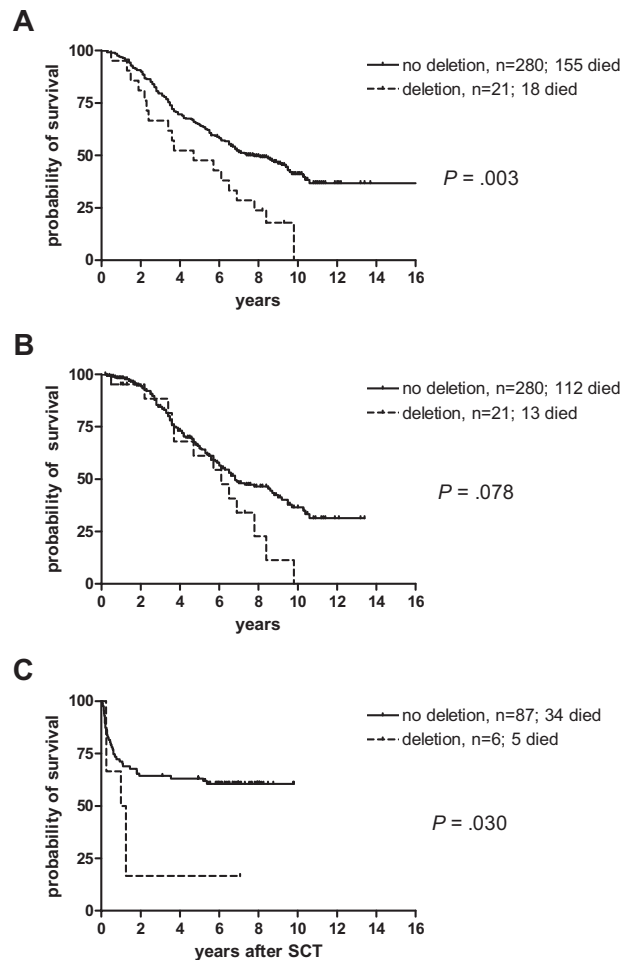 A
probability of survival
100
75
50
25
0
0 2 4 6 8 10 12 14 16
years
no deletion, n=280; 155 died
deletion, n=21; 18 died
P = .003
B
probability of survival
100
75
50
25
0
0 2 4 6 8 10 12 14 16
years
no deletion, n=280; 112 died
deletion, n=21; 13 died
P = .078
C
probability of survival
100
75
50
25
0
0 2 4 6 8 10 12 14 16
years after SCT
no deletion, n=87; 34 died
deletion, n=6; 5 died
P = .030